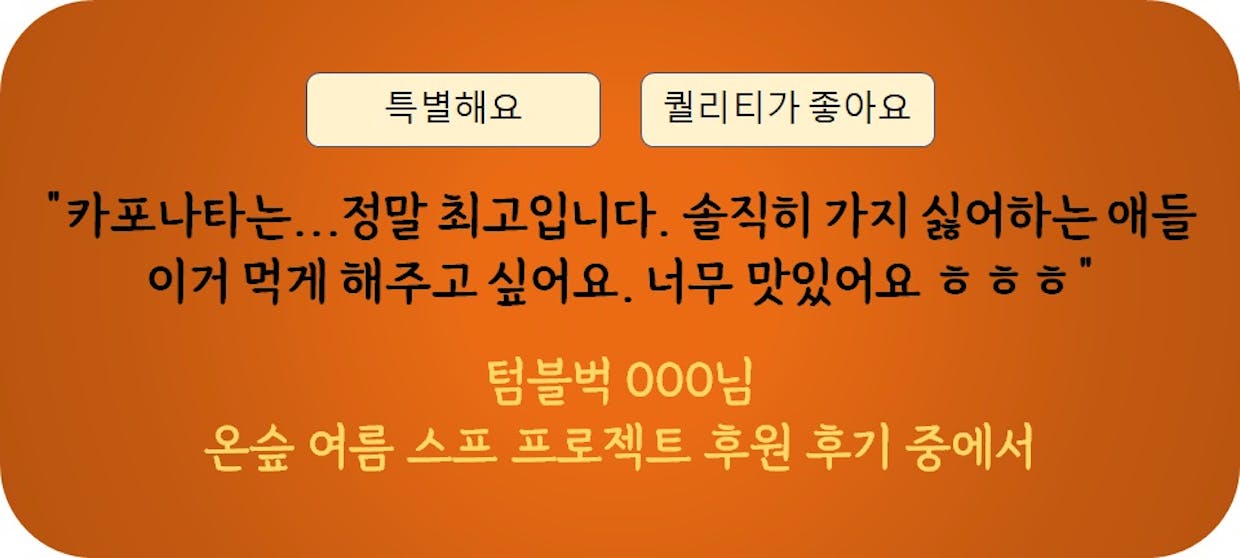 특별해요 퀄리티가 좋아요
"카포나타는...정말 최고입니다. 솔직히 가지 싫어하는 애들
이거 먹게 해주고 싶어요. 너무 맛있어요 ㅎㅎㅎ"
텀블벅 OOO님
온숲 여름 스프 프로젝트 후원 후기 중에서